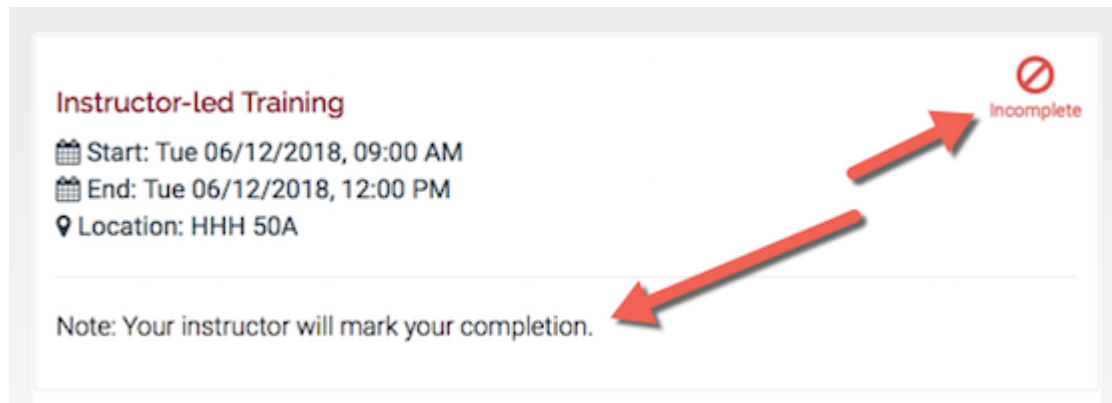 Instructor-led Training
Incomplete
Start: Tue 06/12/2018, 09:00 AM
End: Tue 06/12/2018, 12:00 PM
Location: HHH 50A
Note: Your instructor will mark your completion.